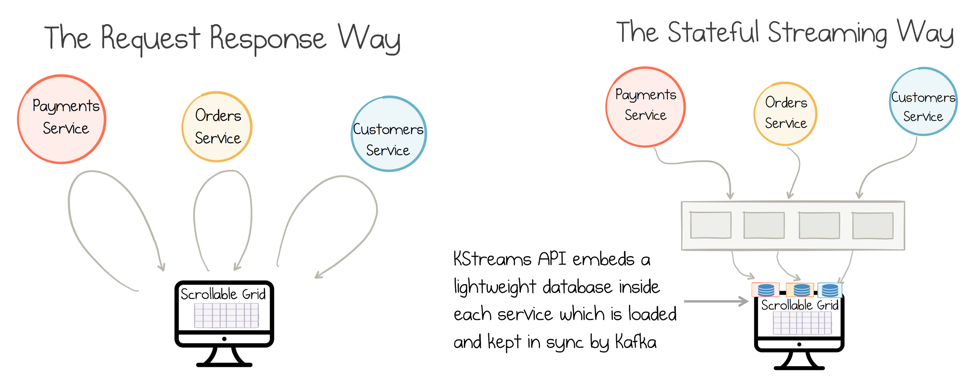 The Request Response Way
Payments
Service
Orders
Service
Customers
Service
Scrollable Grid
The Stateful Streaming Way
Payments
Service
Orders
Service
Customers
Service
KStreams API embeds a
lightweight database inside
each service which is loaded
and kept in sync by Kafka
Scrollable Grid